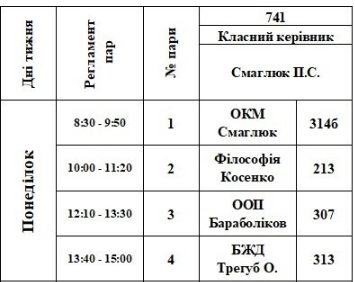 Дні тижня
Регламент
пар
№ пари
741
Класний керівник
Смаглюк П.С.
Понеділок
8:30 - 9:50
1
ОКМ
Смаглюк
314б
10:00 - 11:20
2
Філософія
Косенко
213
12:10 - 13:30
3
ООП
Бараболіков
307
13:40 - 15:00
4
БЖД
Трегуб О.
313